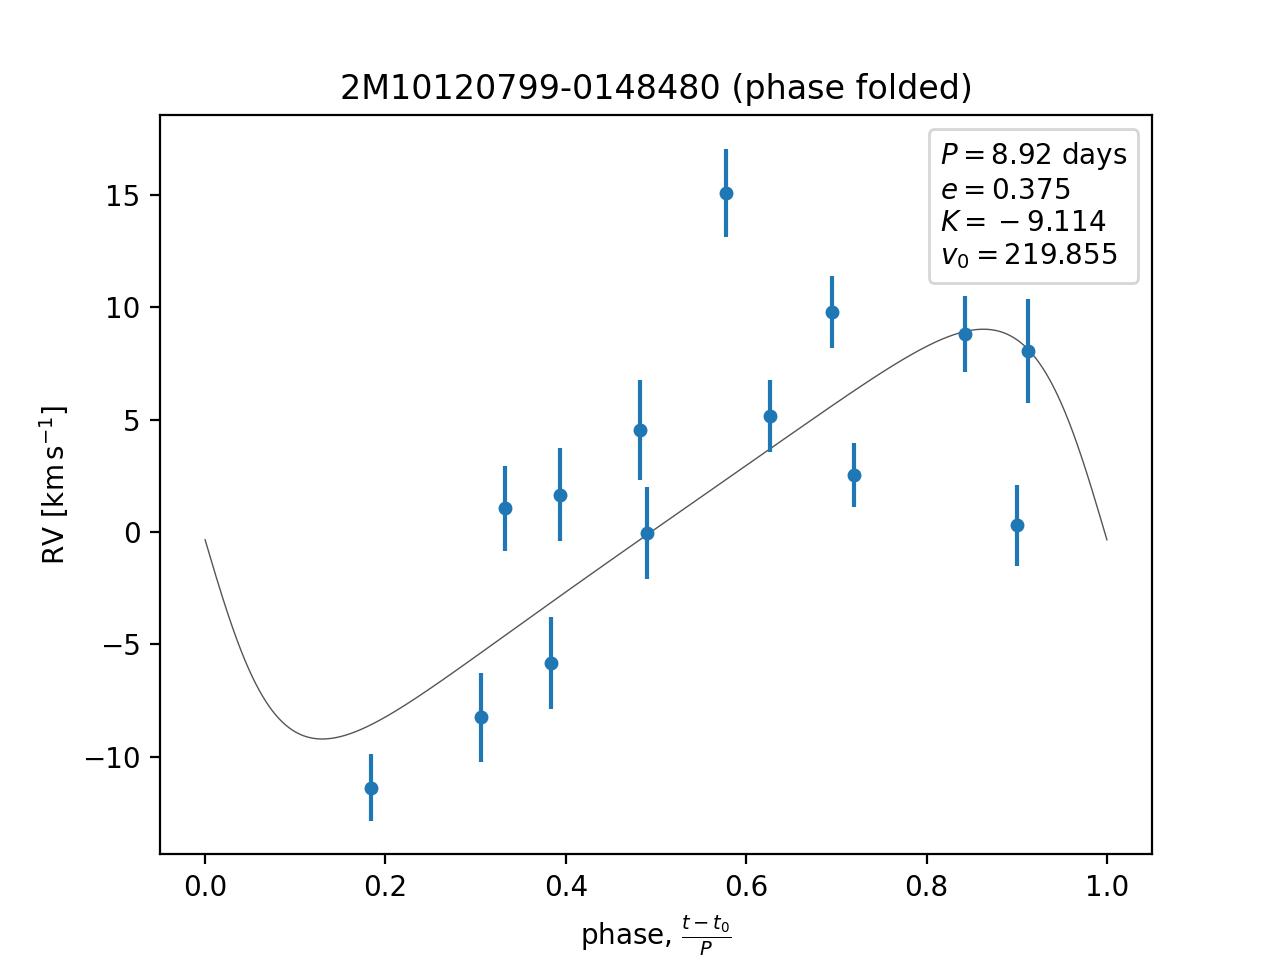 2M10120799-0148480 (phase folded)
P = 8.92 days
e = 0.375
K = −9.114
v₀ = 219.855
RV [km s⁻¹]
15
10
5
0
−5
−10
0.0 0.2 0.4 0.6 0.8 1.0
phase, (t − t₀)/P